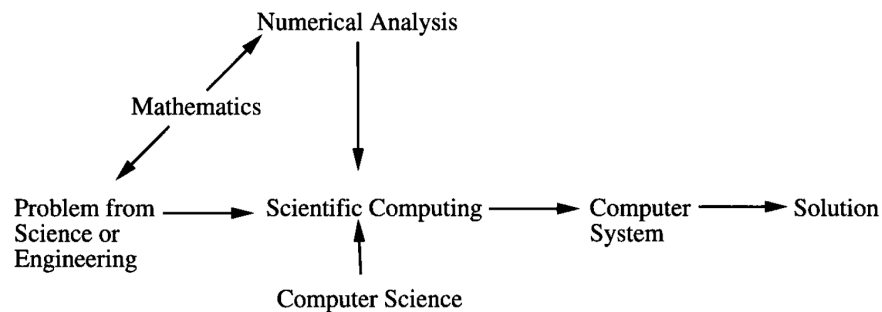 Numerical Analysis
Mathematics
Problem from
Science or
Engineering
Scientific Computing
Computer
System
Solution
Computer Science